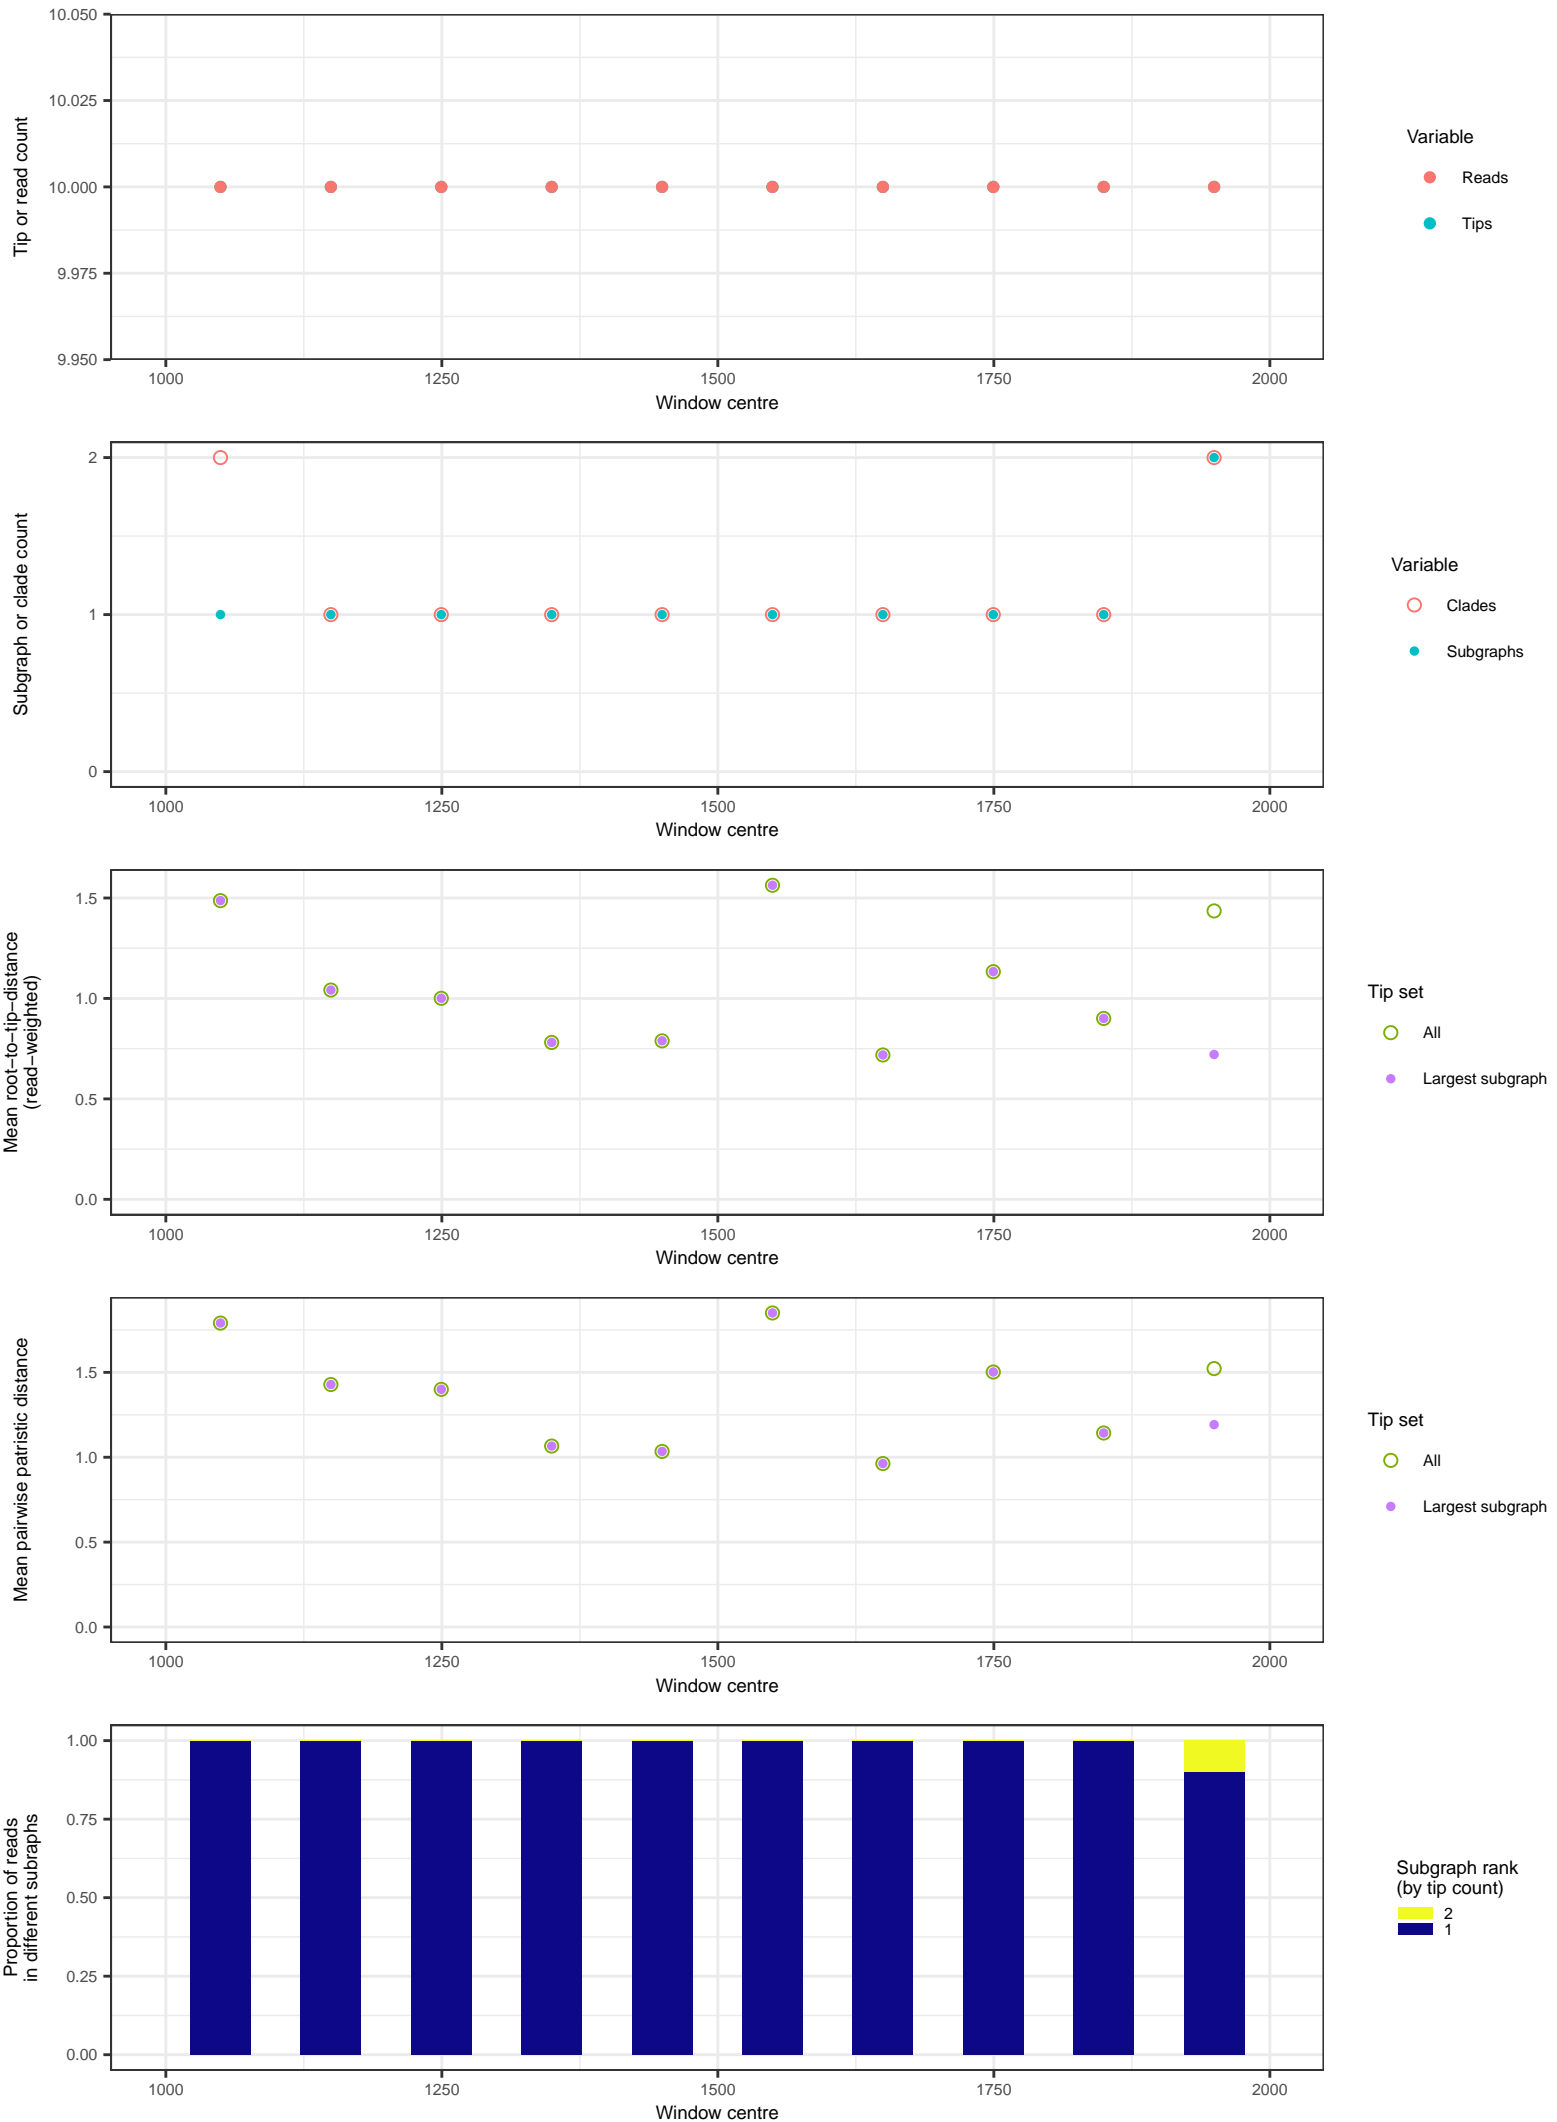 10.050
10.025
10.000
9.975
9.950
Tip or read count
1000 1250 1500 1750 2000
Window centre
Variable
Reads
Tips
2
1
0
Subgraph or clade count
1000 1250 1500 1750 2000
Window centre
Variable
Clades
Subgraphs
1.5
1.0
0.5
0.0
Mean root−to−tip−distance
(read−weighted)
1000 1250 1500 1750 2000
Window centre
Tip set
All
Largest subgraph
1.5
1.0
0.5
0.0
Mean pairwise patristic distance
1000 1250 1500 1750 2000
Window centre
Tip set
All
Largest subgraph
1.00
0.75
0.50
0.25
0.00
Proportion of reads
in different subraphs
1000 1250 1500 1750 2000
Window centre
Subgraph rank
(by tip count)
2
1